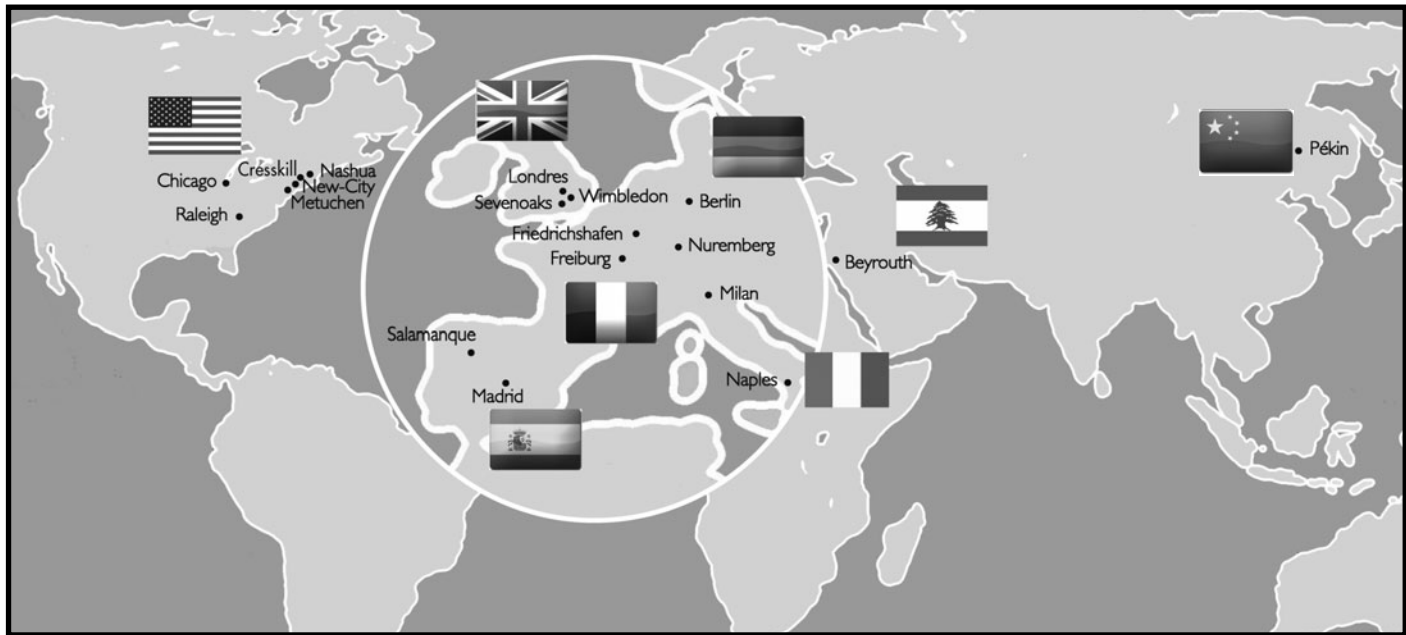 Chicago
Cresskill
Nashua
New-City
Metuchen
Raleigh
Londres
Wimbledon
Sevenoaks
Berlin
Friedrichshafen
Nuremberg
Freiburg
Milan
Salamanque
Madrid
Naples
Beyrouth
Pékin